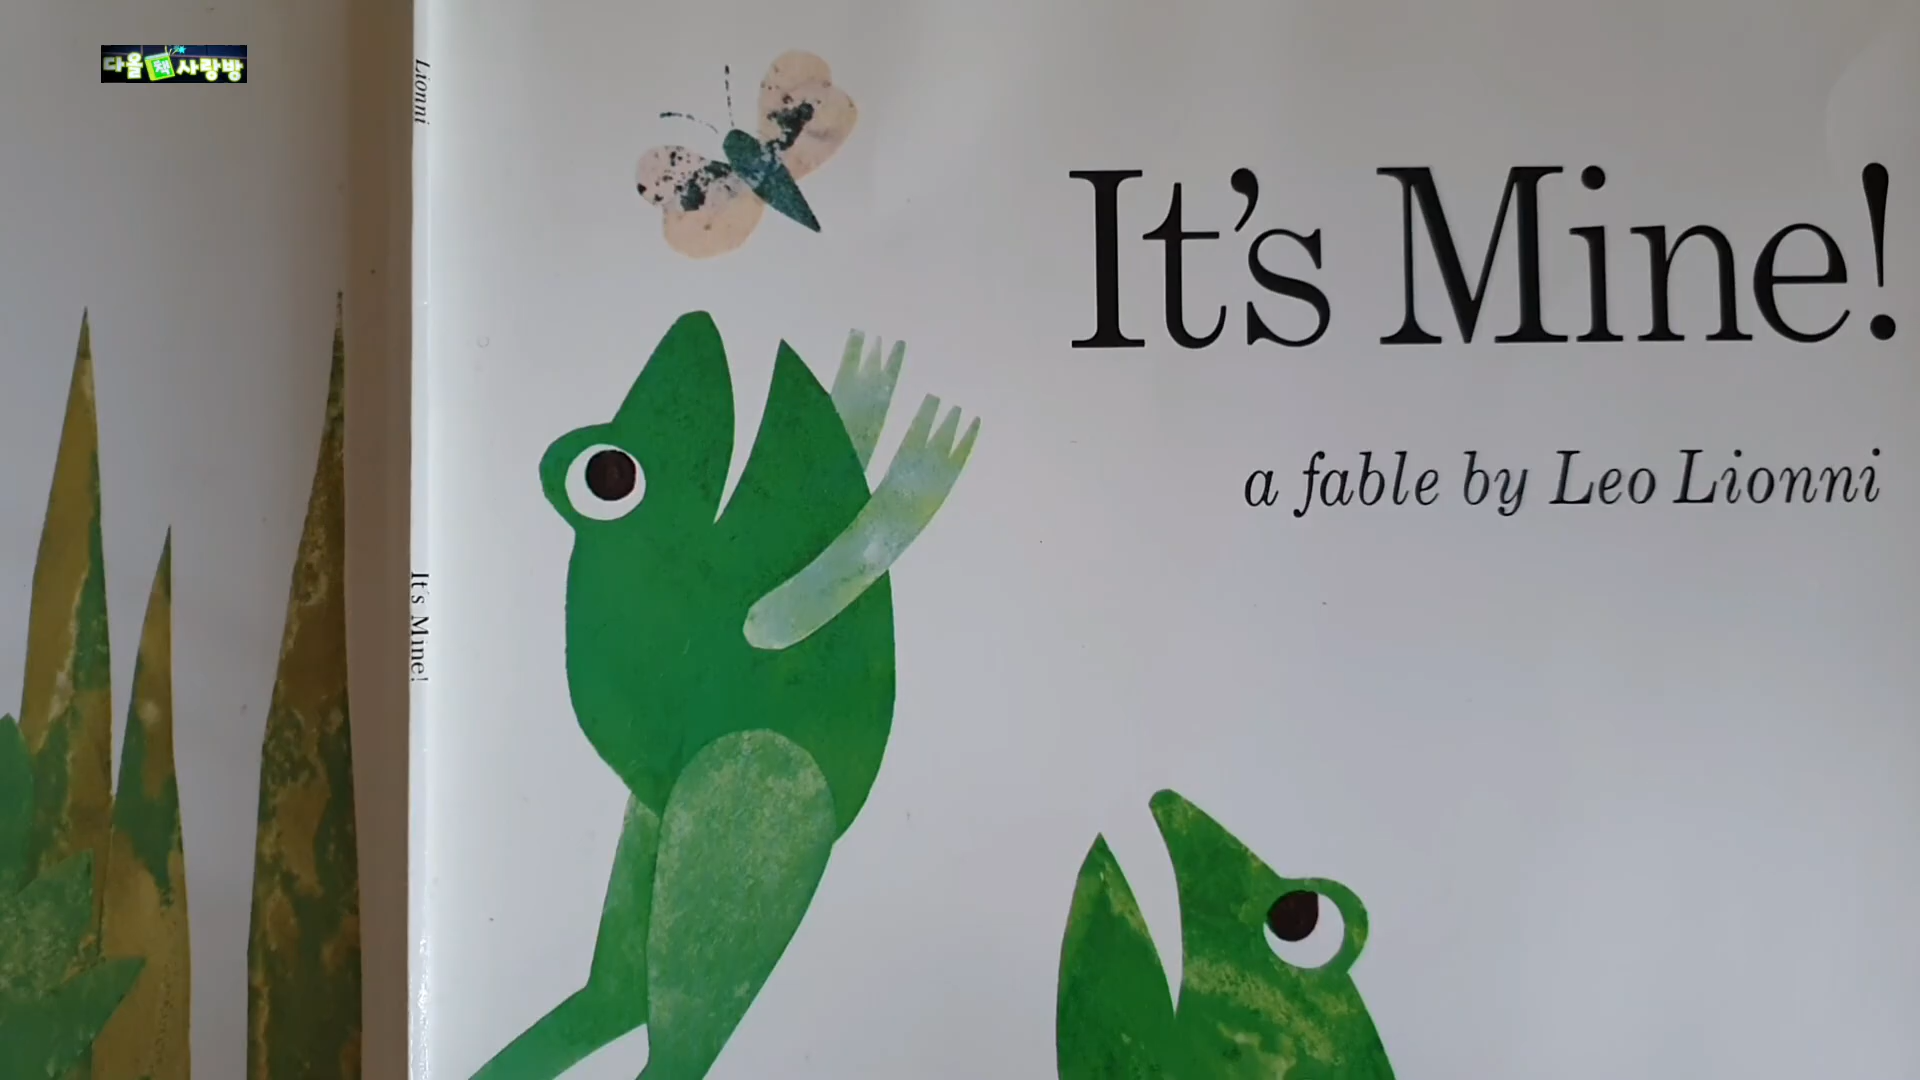 다올 책 사랑방
Lionni
It's Mine!
It's Mine!
a fable by Leo Lionni